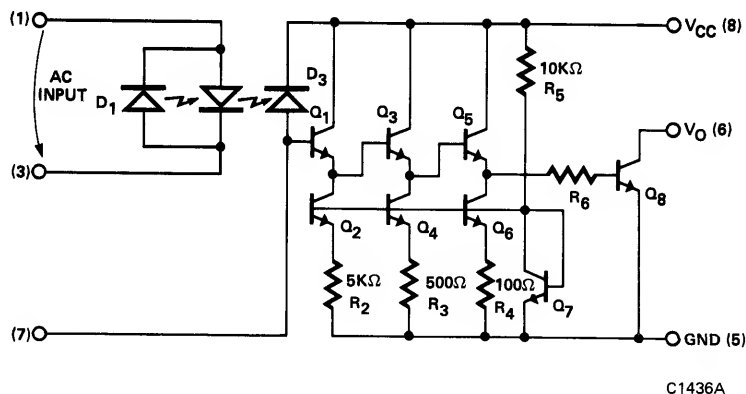 (1)
AC
INPUT
(3)
(7)
D1
D3
Q1
Q3
Q5
10KΩ
R5
VCC (8)
VO (6)
R6
Q8
Q2
Q4
Q6
5KΩ
R2
500Ω
R3
100Ω
R4
Q7
GND (5)
C1436A